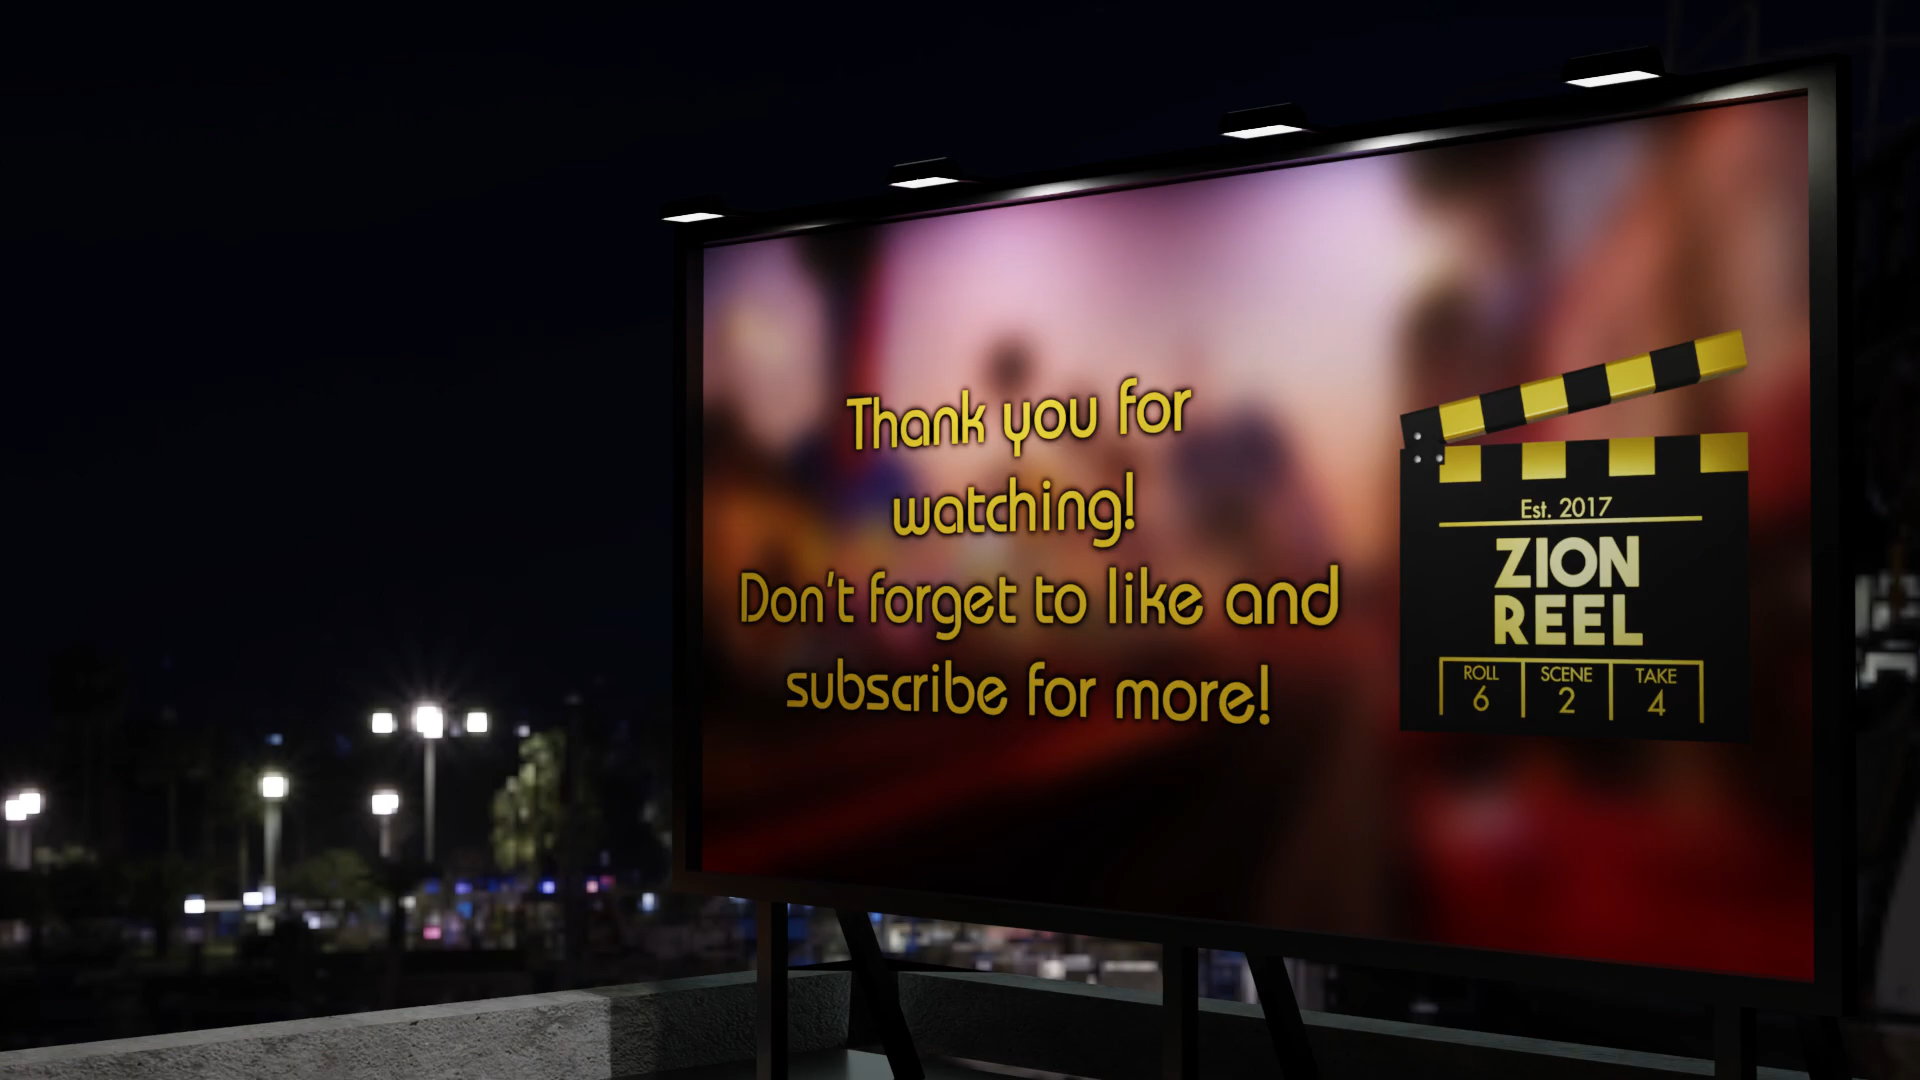 Thank you for
watching!
Don't forget to like and
subscribe for more!
Est. 2017
ZION
REEL
ROLL SCENE TAKE
6 2 4